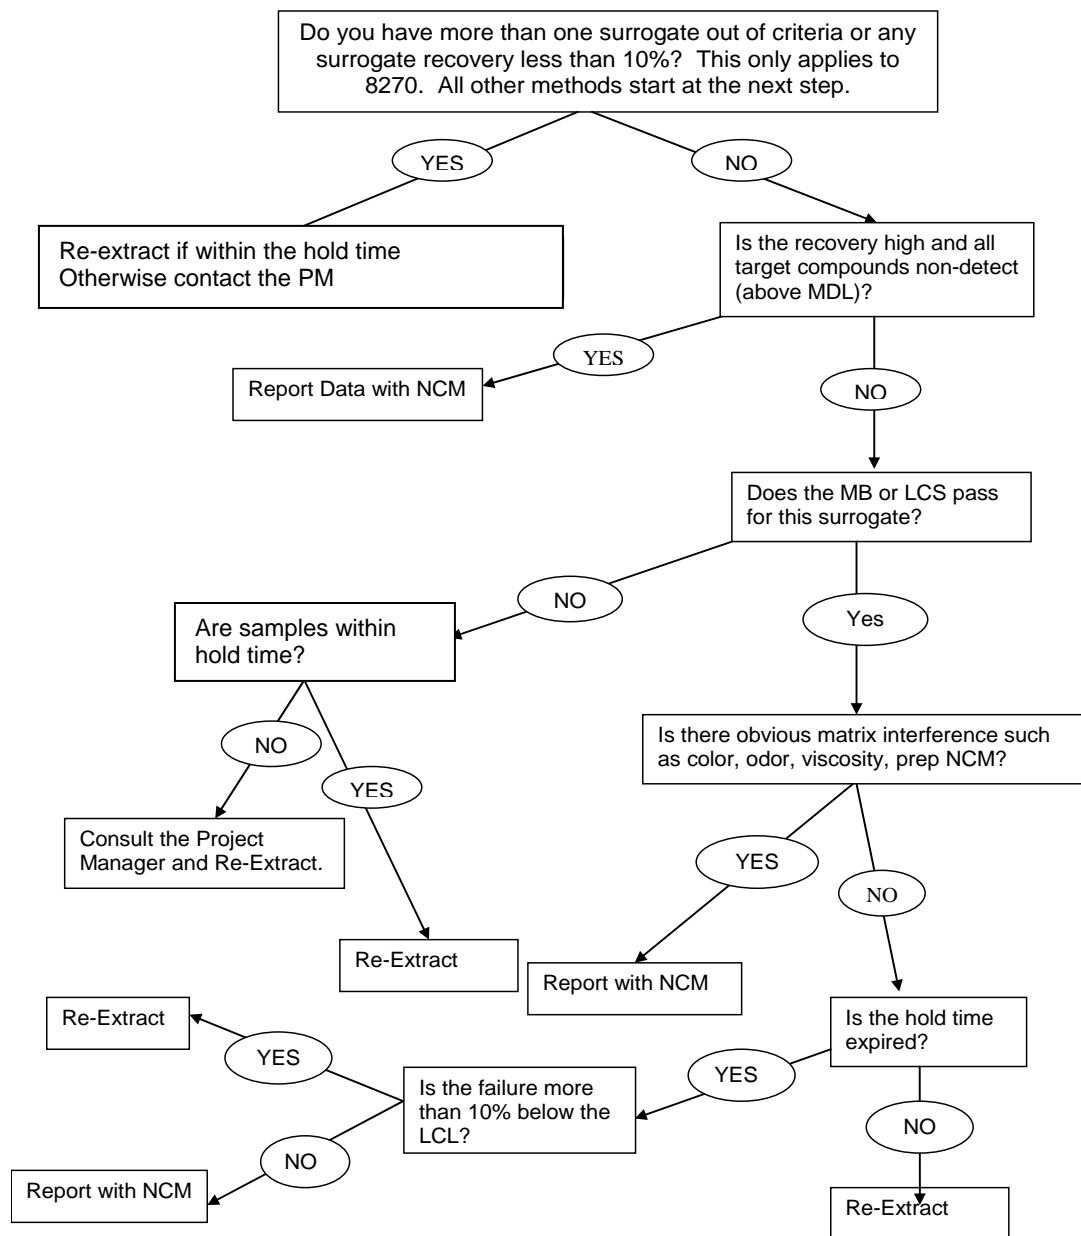 Do you have more than one surrogate out of criteria or any
surrogate recovery less than 10%? This only applies to
8270. All other methods start at the next step.
YES
NO
Re-extract if within the hold time
Otherwise contact the PM
Is the recovery high and all
target compounds non-detect
(above MDL)?
YES
Report Data with NCM
NO
Does the MB or LCS pass
for this surrogate?
NO
Yes
Are samples within
hold time?
Is there obvious matrix interference such
as color, odor, viscosity, prep NCM?
NO
YES
Consult the Project
Manager and Re-Extract.
YES
NO
Re-Extract
Report with NCM
Re-Extract
Is the hold time
expired?
YES
YES
Is the failure more
than 10% below the
LCL?
NO
NO
Report with NCM
Re-Extract